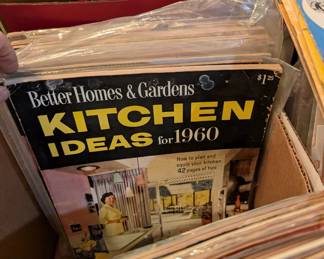 $1.25
Better Homes & Gardens
KITCHEN
IDEAS for 1960
How to plan and
equip your kitchen
42 pages of